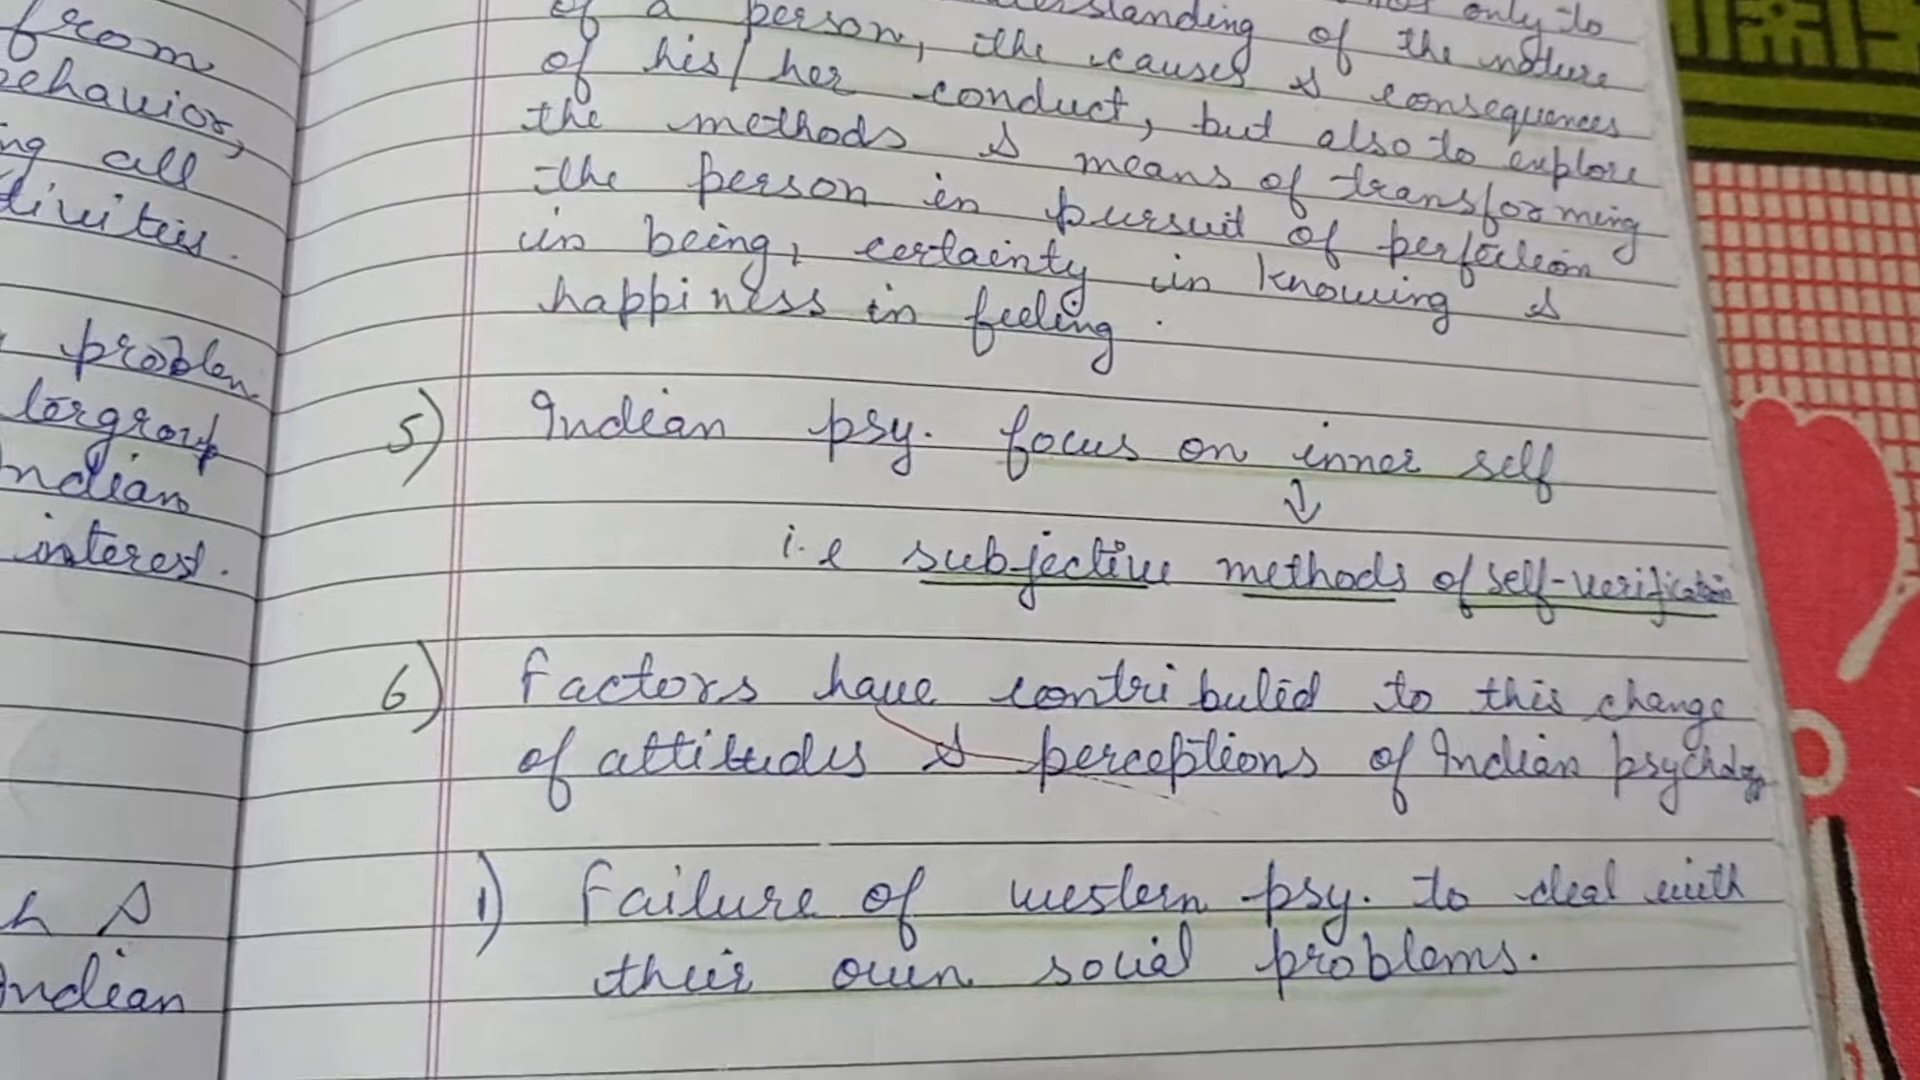 from
behavior,
ing all
problem
Indian
interest.
h &
Indian
only to
of a person, the understanding of the nature
of his/her conduct, the causes & consequences
the methods & means of transforming
but also to explore
the person in pursuit of perfection
in being, certainty in knowing &
happiness in feeling.
5) Indian psy. focus on inner self
↓
i.e subjective methods of self-verification
6) Factors have contributed to this change
of attitudes & perceptions of Indian psychology
1) Failure of western psy. to deal with
their own social problems.